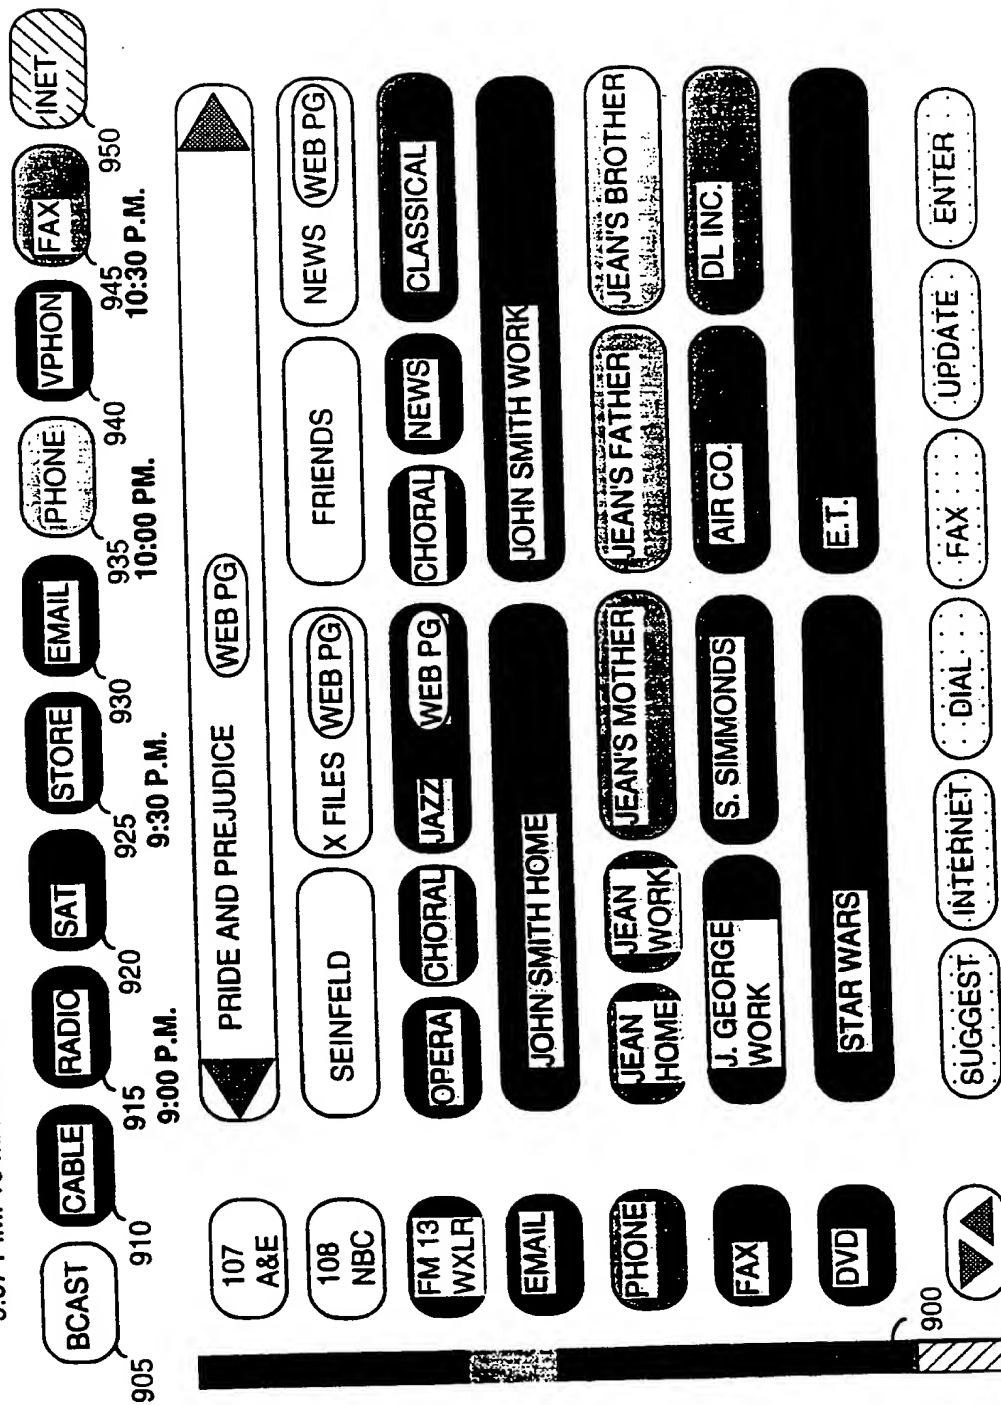 BCAST CABLE RADIO SAT STORE EMAIL PHONE VPHON FAX INET
905 910 915 920 925 930 935 940 945 950
9:00 P.M. 9:30 P.M. 10:00 PM. 10:30 P.M.
107 A&E PRIDE AND PREJUDICE WEB PG
108 NBC SEINFELD X FILES WEB PG FRIENDS NEWS WEB PG
FM 13 WXLR OPERA CHORAL JAZZ WEB PG CHORAL NEWS CLASSICAL
EMAIL JOHN SMITH HOME JOHN SMITH WORK
PHONE JEAN HOME JEAN WORK JEAN'S MOTHER JEAN'S FATHER JEAN'S BROTHER
FAX J. GEORGE WORK S. SIMMONDS AIR CO. DL INC.
DVD STAR WARS E.T.
900
SUGGEST INTERNET DIAL FAX UPDATE ENTER